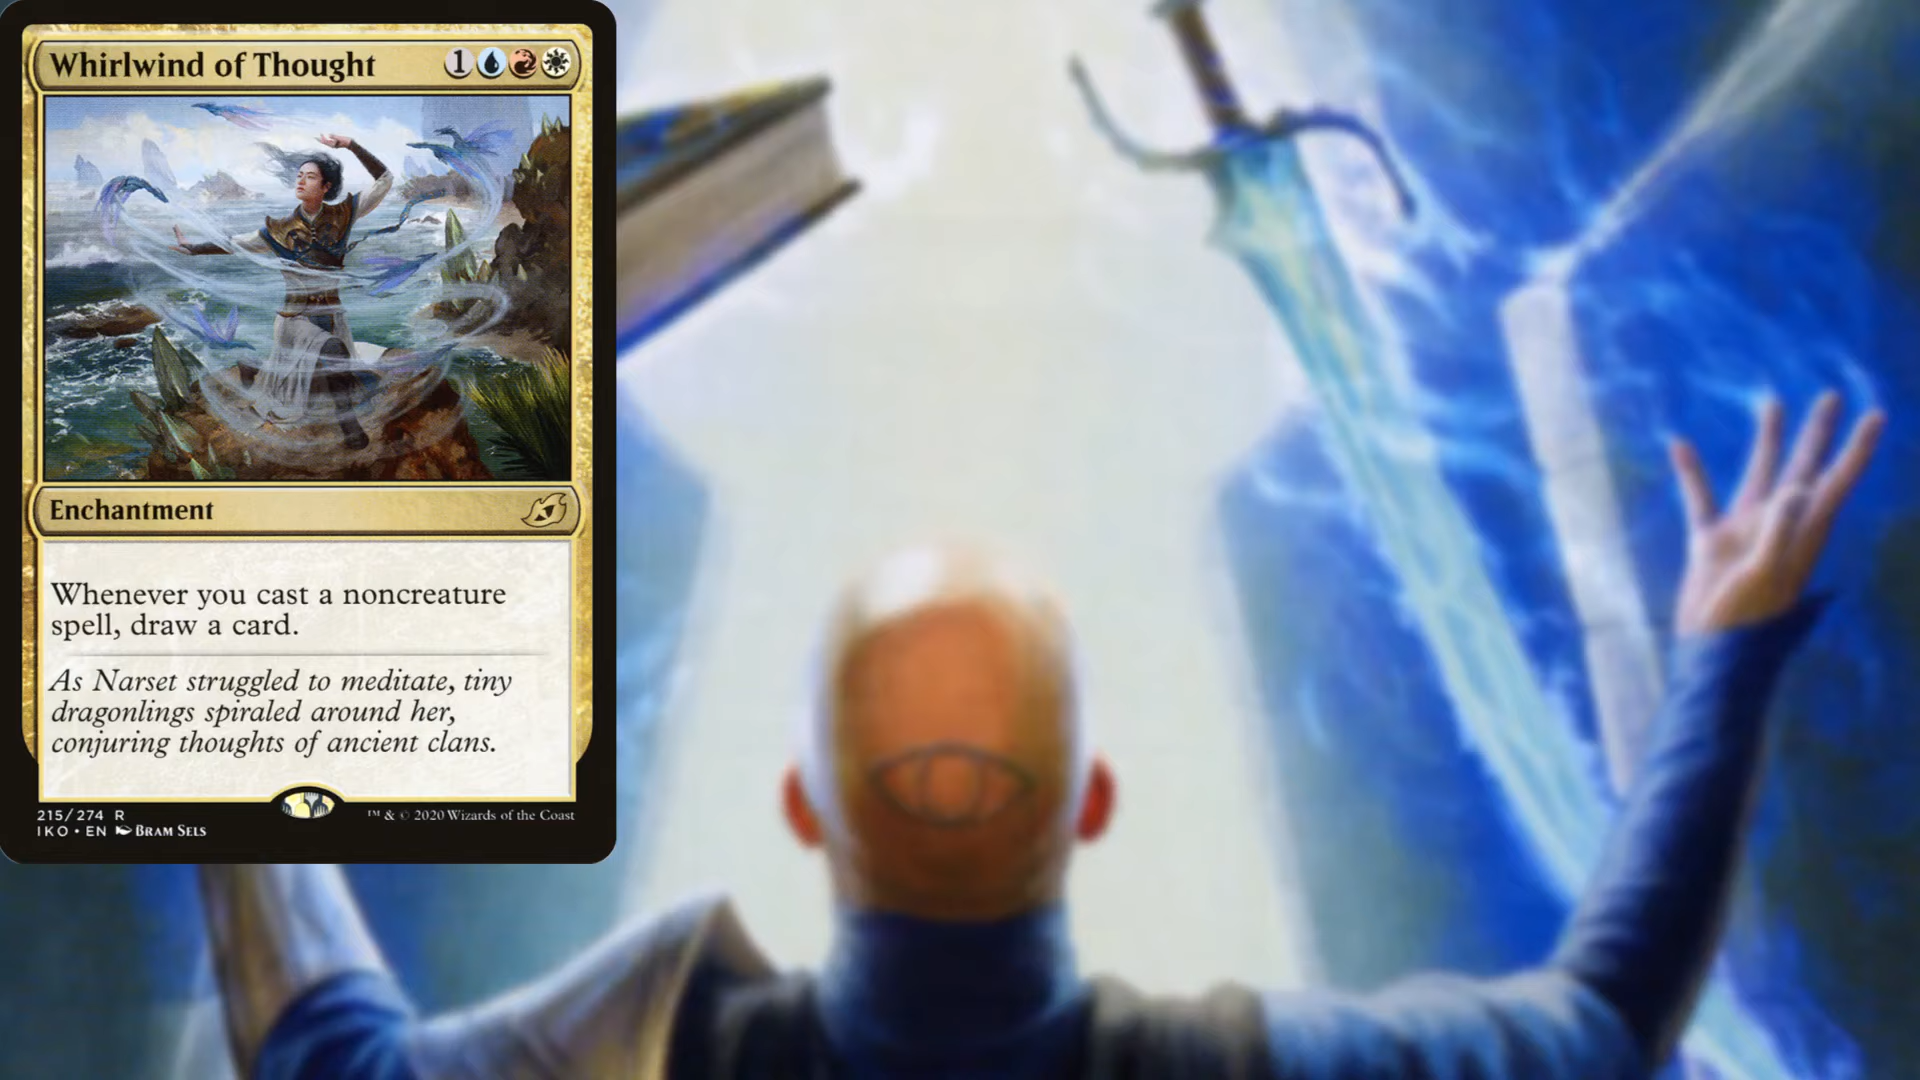 Whirlwind of Thought 1
Enchantment
Whenever you cast a noncreature
spell, draw a card.
As Narset struggled to meditate, tiny
dragonlings spiraled around her,
conjuring thoughts of ancient clans.
215/274 R
IKO • EN Bram Sels
™ & © 2020 Wizards of the Coast